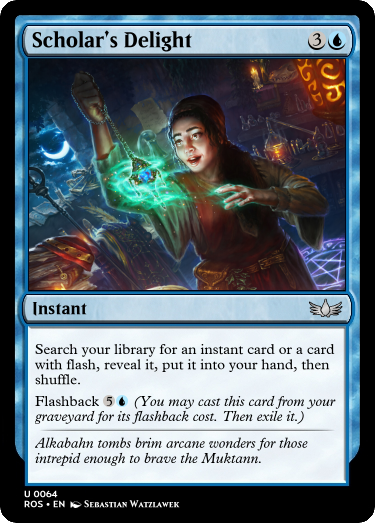 Scholar's Delight 3
Instant
Search your library for an instant card or a card
with flash, reveal it, put it into your hand, then
shuffle.
Flashback 5 (You may cast this card from your
graveyard for its flashback cost. Then exile it.)
Alkabahn tombs brim arcane wonders for those
intrepid enough to brave the Muktann.
U 0064
ROS • EN Sebastian Watzlawek